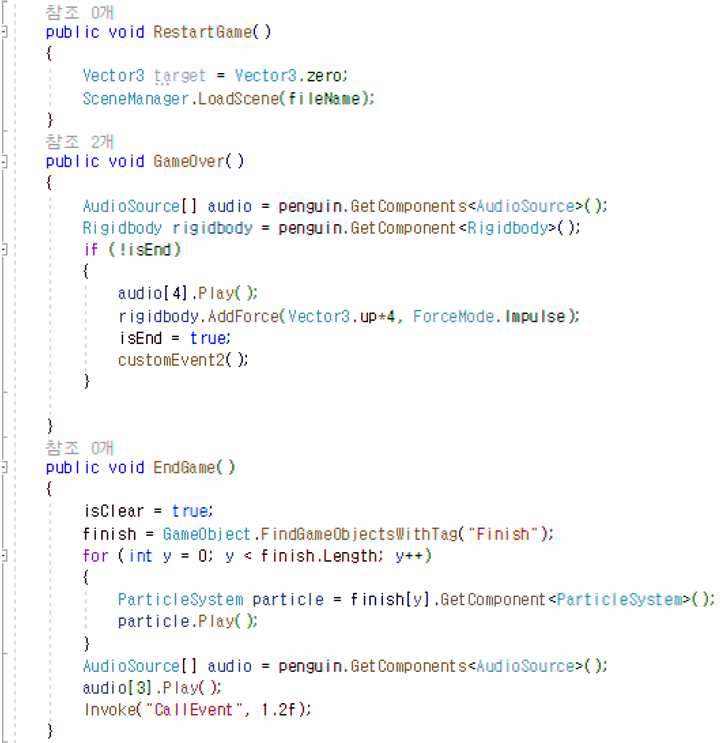 참조 0개
public void RestartGame()
{
Vector3 target = Vector3.zero;
SceneManager.LoadScene(fileName);
}
참조 2개
public void GameOver()
{
AudioSource[] audio = penguin.GetComponents<AudioSource>();
Rigidbody rigidbody = penguin.GetComponent<Rigidbody>();
if (!isEnd)
{
audio[4].Play();
rigidbody.AddForce(Vector3.up*4, ForceMode.Impulse);
isEnd = true;
customEvent2();
}
}
참조 0개
public void EndGame()
{
isClear = true;
finish = GameObject.FindGameObjectsWithTag("Finish");
for (int y = 0; y < finish.Length; y++)
{
ParticleSystem particle = finish[y].GetComponent<ParticleSystem>();
particle.Play();
}
AudioSource[] audio = penguin.GetComponents<AudioSource>();
audio[3].Play();
Invoke("CallEvent", 1.2f);
}